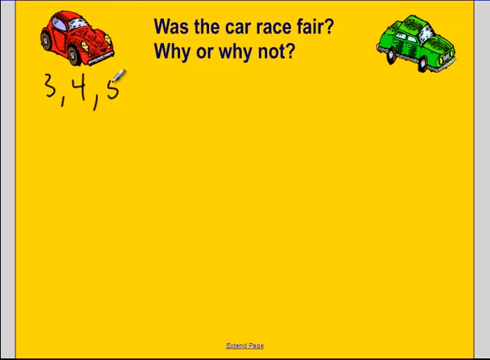 Was the car race fair?
Why or why not?
3, 4, 5
Extend Page